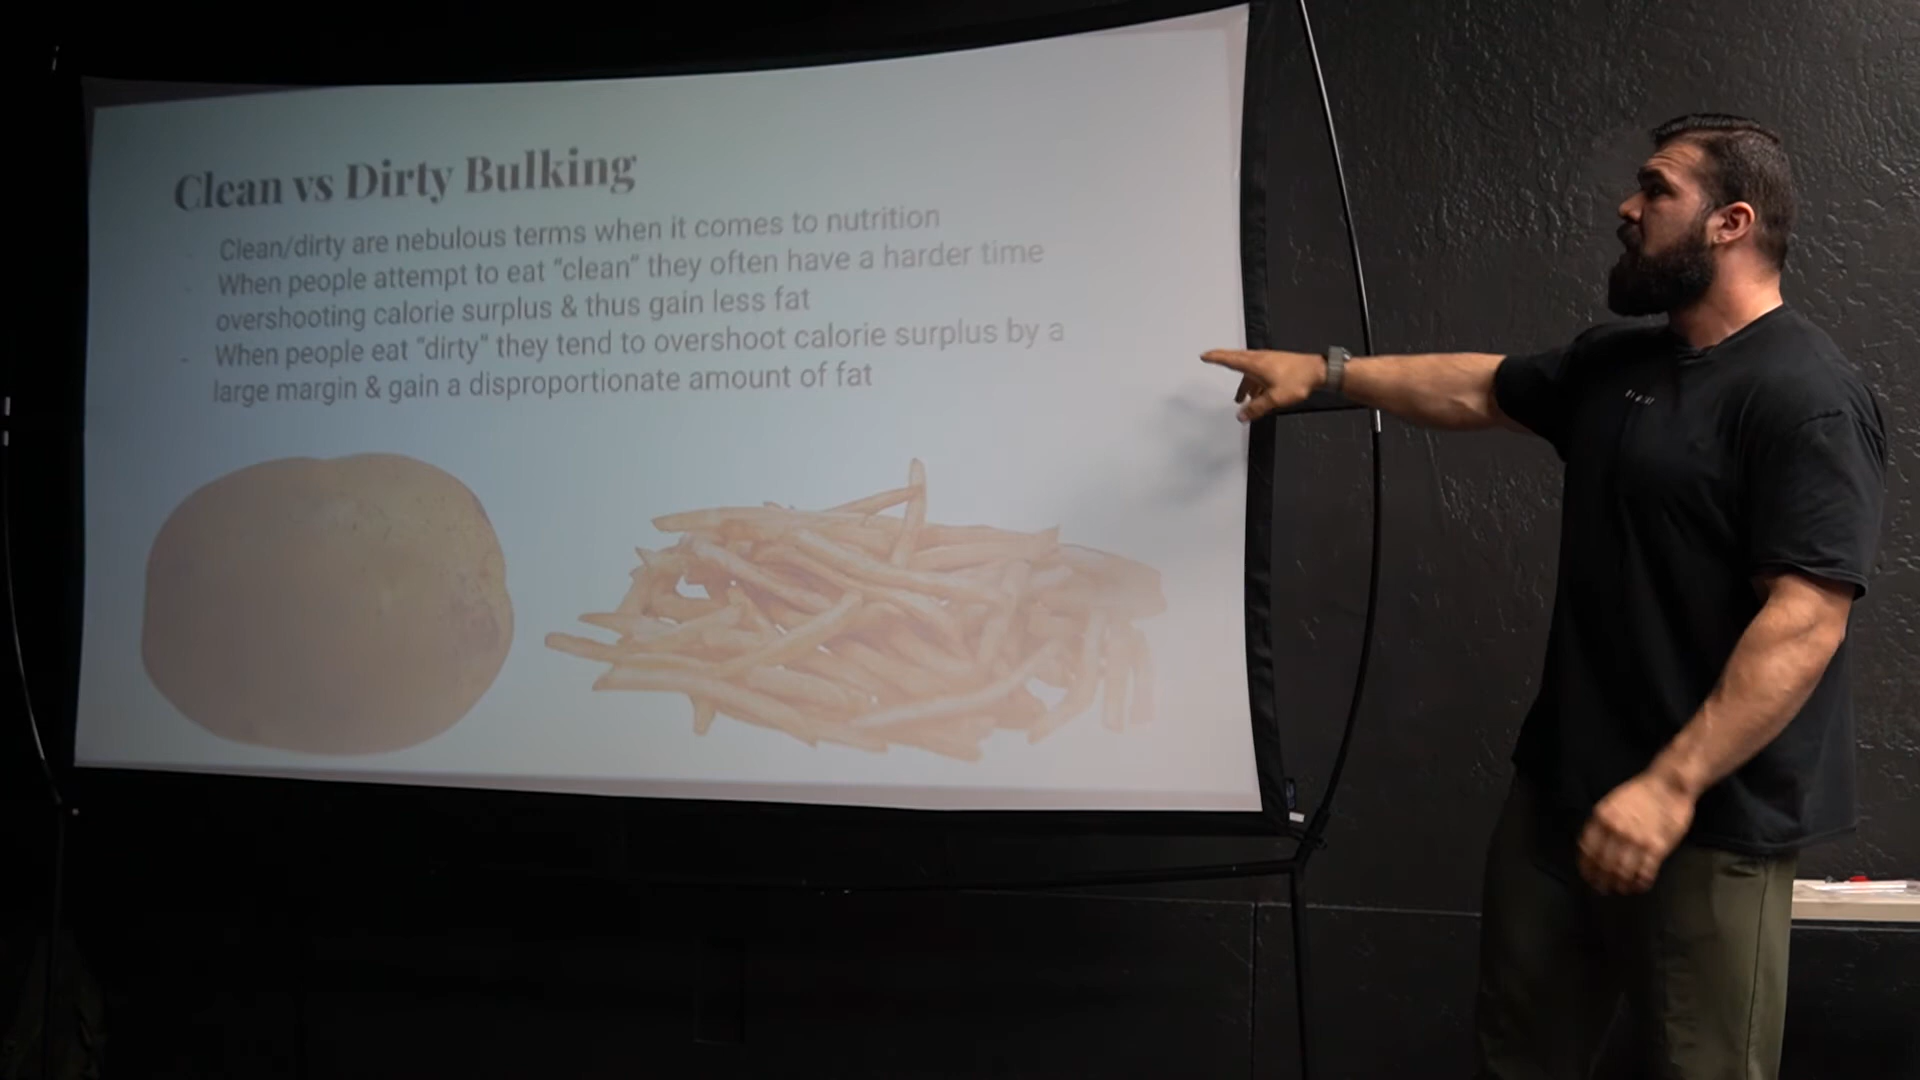 Clean vs Dirty Bulking
- Clean/dirty are nebulous terms when it comes to nutrition
- When people attempt to eat "clean" they often have a harder time
overshooting calorie surplus & thus gain less fat
- When people eat "dirty" they tend to overshoot calorie surplus by a
large margin & gain a disproportionate amount of fat